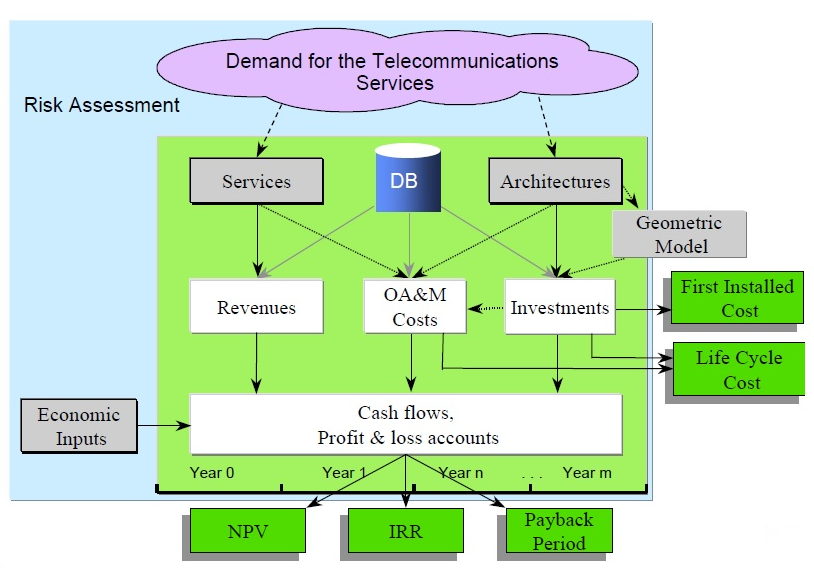 Demand for the Telecommunications
Services
Risk Assessment
Services
DB
Architectures
Geometric
Model
Revenues
OA&M
Costs
Investments
First Installed
Cost
Life Cycle
Cost
Economic
Inputs
Cash flows,
Profit & loss accounts
Year 0
Year 1
Year n
. . .
Year m
NPV
IRR
Payback
Period